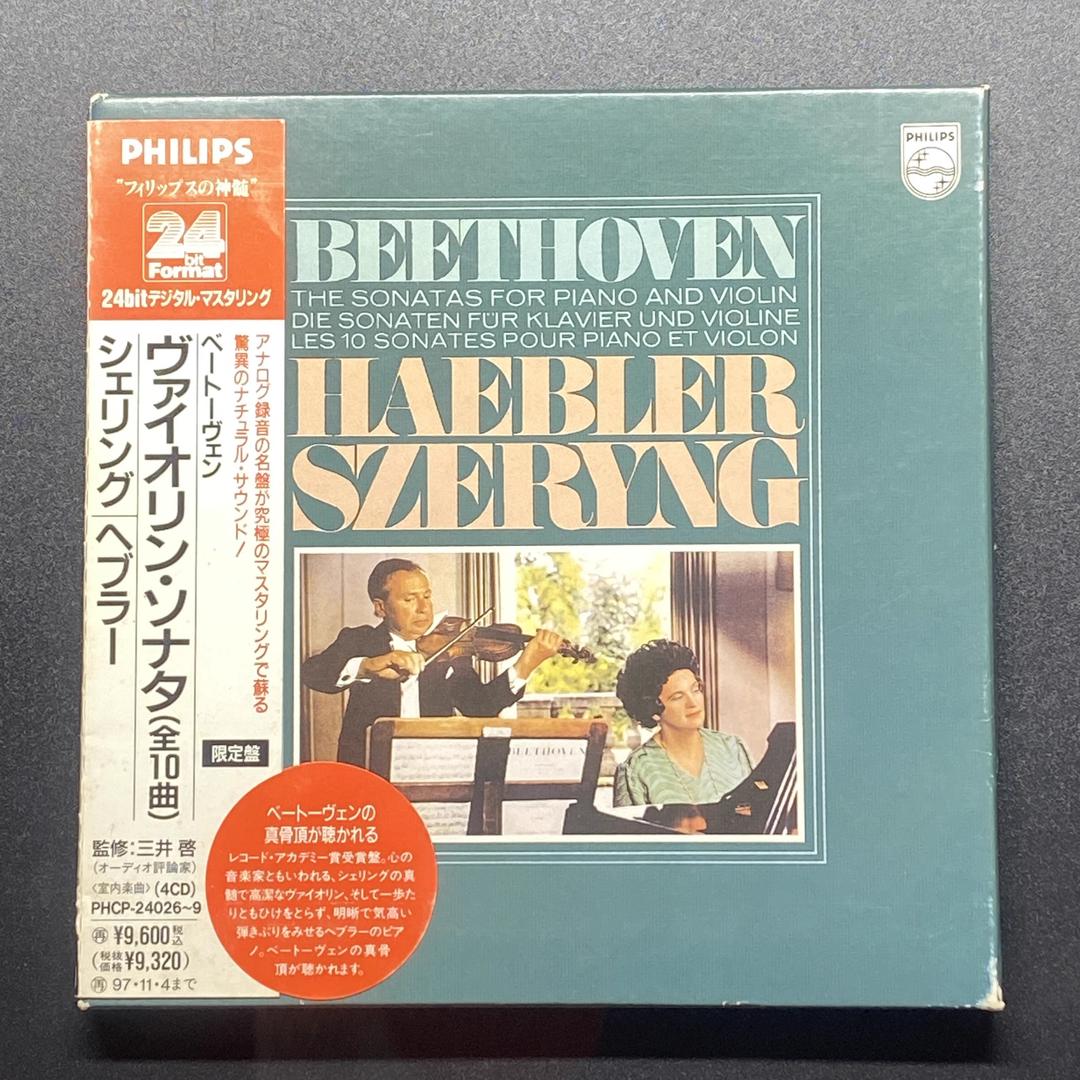 PHILIPS
"フィリップスの神髄"
24
bit
Format
24bitデジタル・マスタリング
アナログ録音の名盤が究極のマスタリングで蘇る
驚異のナチュラル・サウンド!
ベートーヴェン
ヴァイオリン・ソナタ(全10曲)
シェリング ヘブラー
限定盤
監修:三井 啓
(オーディオ評論家)
〈室内楽曲〉(4CD)
PHCP-24026~9
再 ¥9,600税込
(税抜価格¥9,320)
再 97・11・4まで
ベートーヴェンの
真骨頂が聴かれる
レコード・アカデミー賞受賞盤。心の
音楽家ともいわれる、シェリングの真
髄で高潔なヴァイオリン、そして一歩た
りともひけをとらず、明晰で気高い
弾きぶりをみせるヘブラーのピア
ノ。ベートーヴェンの真骨
頂が聴かれます。
PHILIPS
BEETHOVEN
THE SONATAS FOR PIANO AND VIOLIN
DIE SONATEN FÜR KLAVIER UND VIOLINE
LES 10 SONATES POUR PIANO ET VIOLON
HAEBLER
SZERYNG
BEETHOVEN